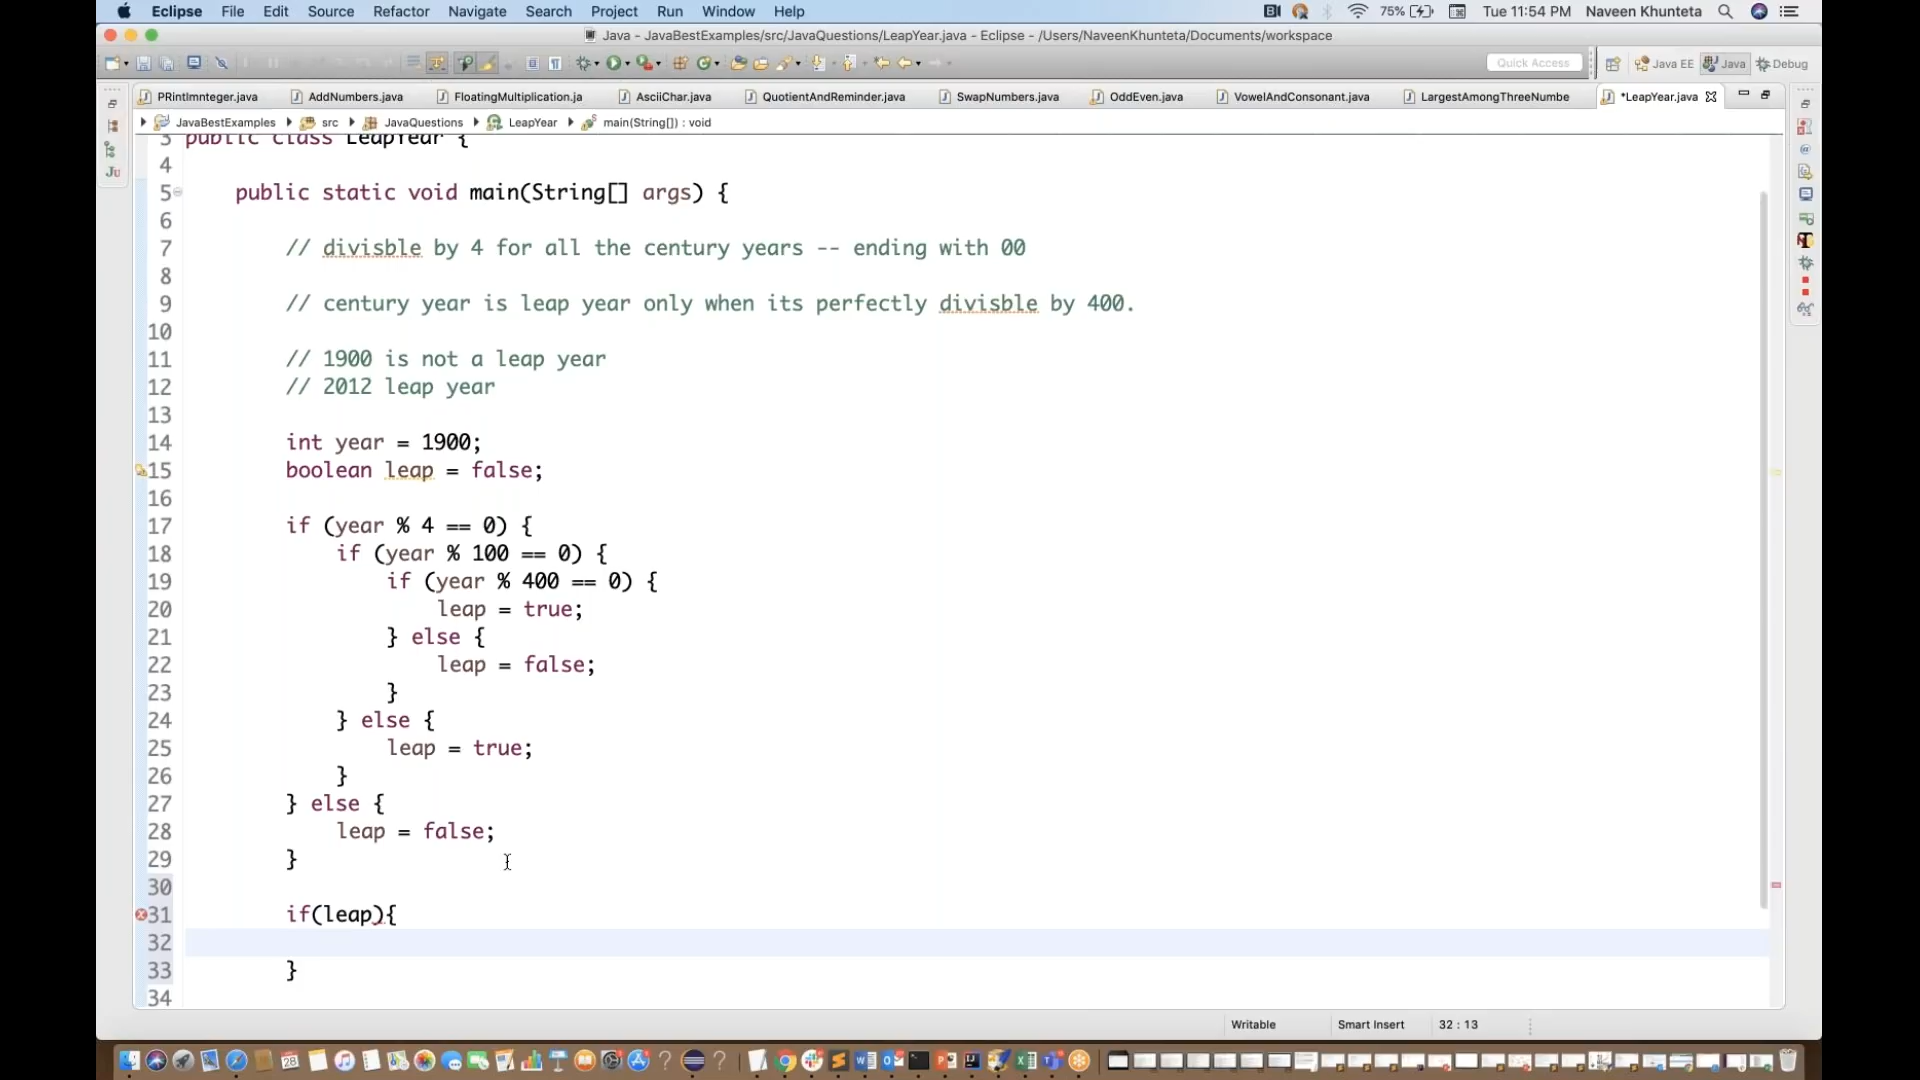 Eclipse File Edit Source Refactor Navigate Search Project Run Window Help 75% Tue 11:54 PM Naveen Khunteta
Java - JavaBestExamples/src/JavaQuestions/LeapYear.java - Eclipse - /Users/NaveenKhunteta/Documents/workspace
Quick Access Java EE Java Debug
PRintImnteger.java AddNumbers.java FloatingMultiplication.ja AsciiChar.java QuotientAndReminder.java SwapNumbers.java OddEven.java VowelAndConsonant.java LargestAmongThreeNumbe *LeapYear.java
JavaBestExamples src JavaQuestions LeapYear main(String[]) : void
3 public class LeapYear {
4
5 public static void main(String[] args) {
6
7 // divisble by 4 for all the century years -- ending with 00
8
9 // century year is leap year only when its perfectly divisble by 400.
10
11 // 1900 is not a leap year
12 // 2012 leap year
13
14 int year = 1900;
15 boolean leap = false;
16
17 if (year % 4 == 0) {
18 if (year % 100 == 0) {
19 if (year % 400 == 0) {
20 leap = true;
21 } else {
22 leap = false;
23 }
24 } else {
25 leap = true;
26 }
27 } else {
28 leap = false;
29 }
30
31 if(leap){
32
33 }
34
Writable Smart Insert 32 : 13